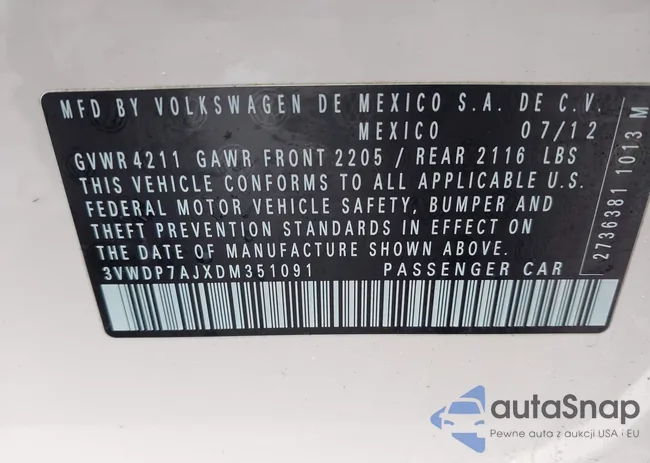 MFD BY VOLKSWAGEN DE MEXICO S.A. DE C.V.
MEXICO 07/12
GVWR 4211 GAWR FRONT 2205 / REAR 2116 LBS
THIS VEHICLE CONFORMS TO ALL APPLICABLE U.S.
FEDERAL MOTOR VEHICLE SAFETY, BUMPER AND
THEFT PREVENTION STANDARDS IN EFFECT ON
THE DATE OF MANUFACTURE SHOWN ABOVE.
3VWDP7AJXDM351091 PASSENGER CAR
2736381 1013 M
autaSnap
Pewne auta z aukcji USA i EU